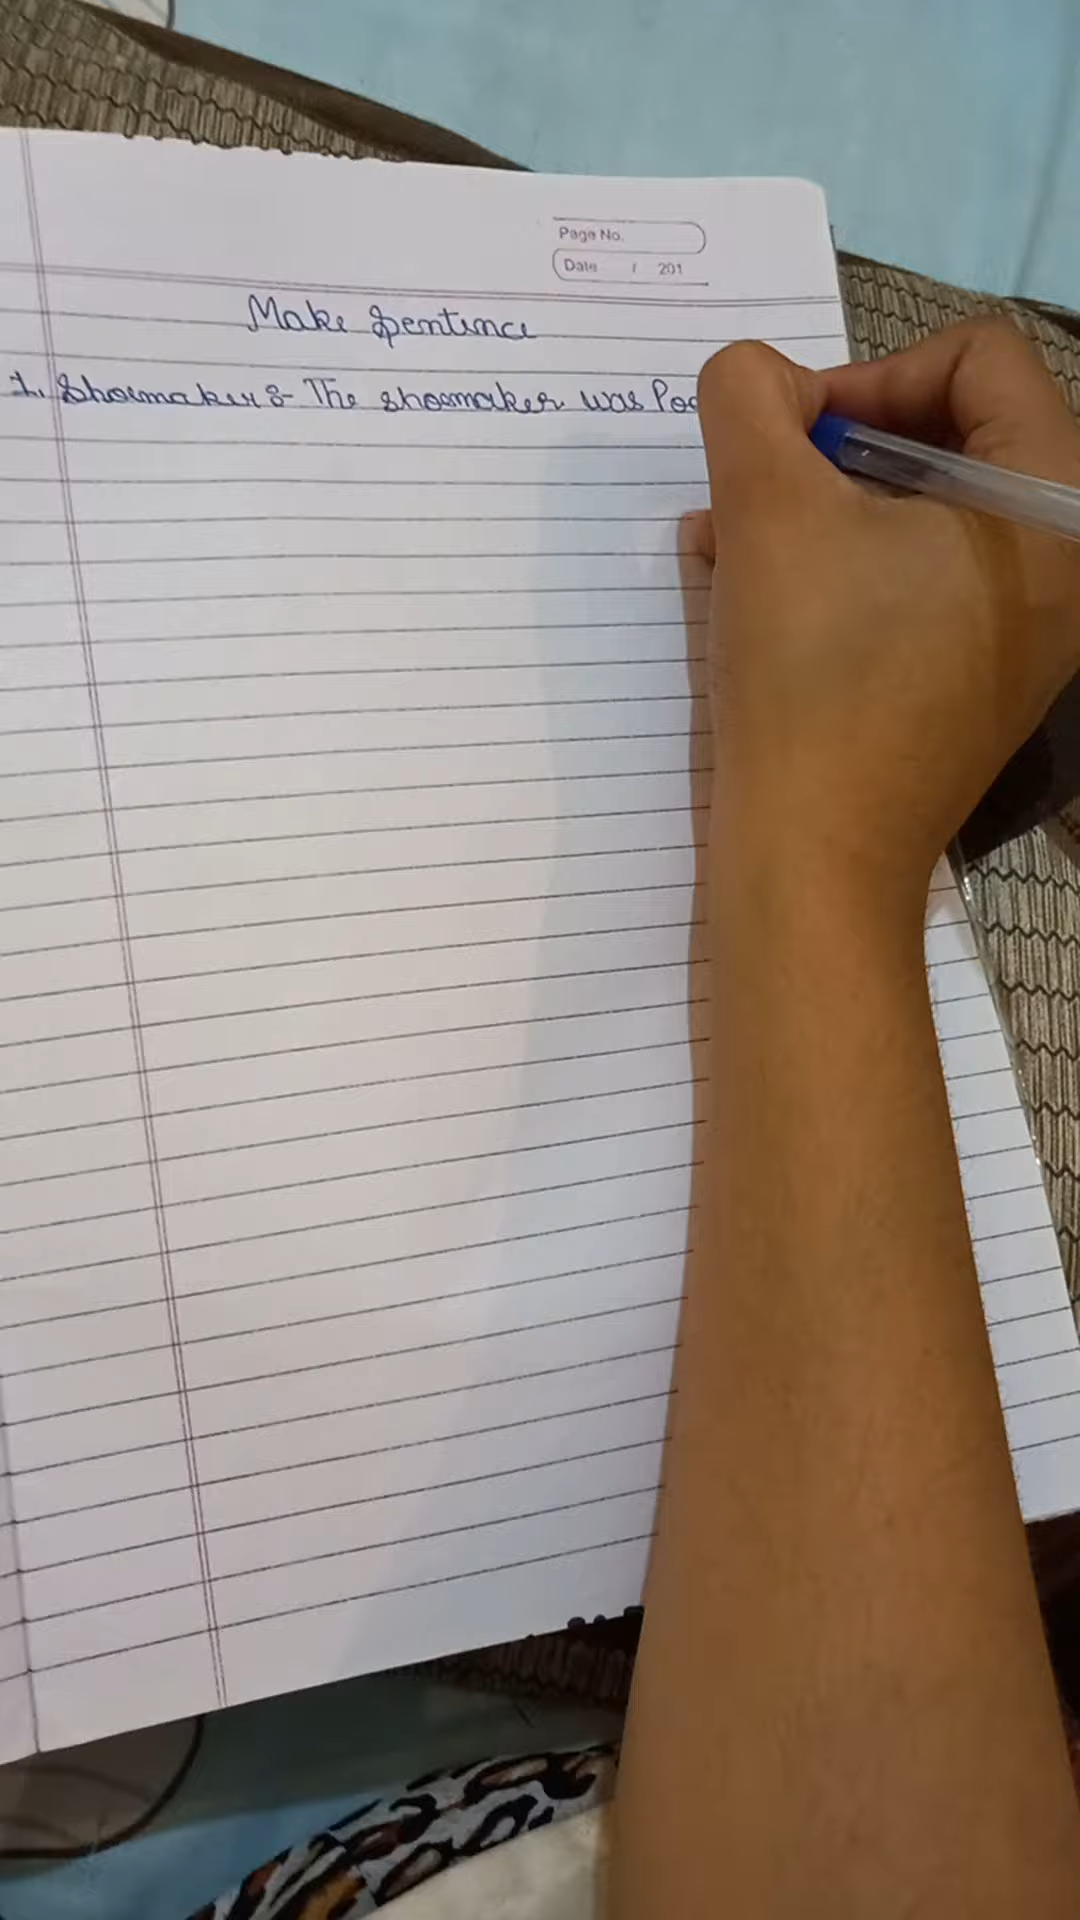 Page No.
Date / 201
Make Sentence
1. Shoemaker :- The shoemaker was Poo